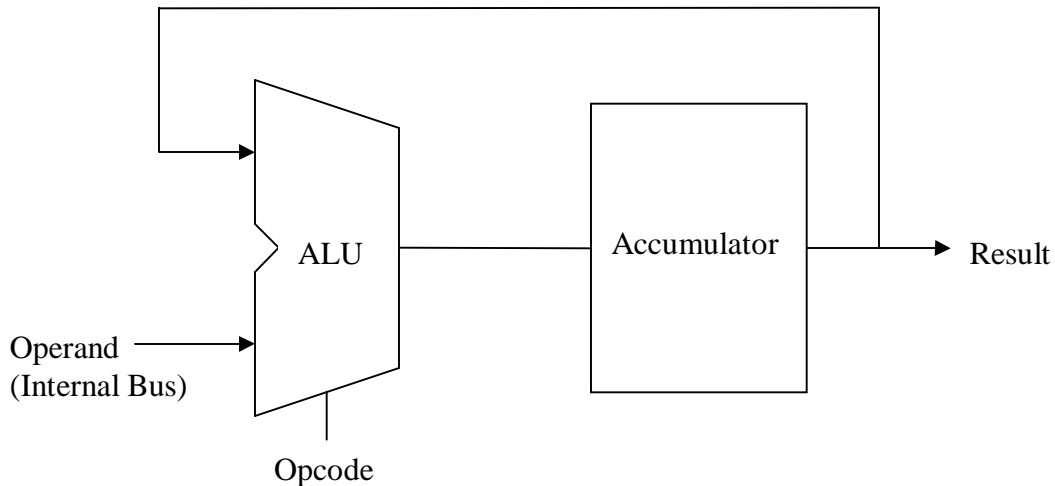 ALU
Accumulator
Result
Operand
(Internal Bus)
Opcode